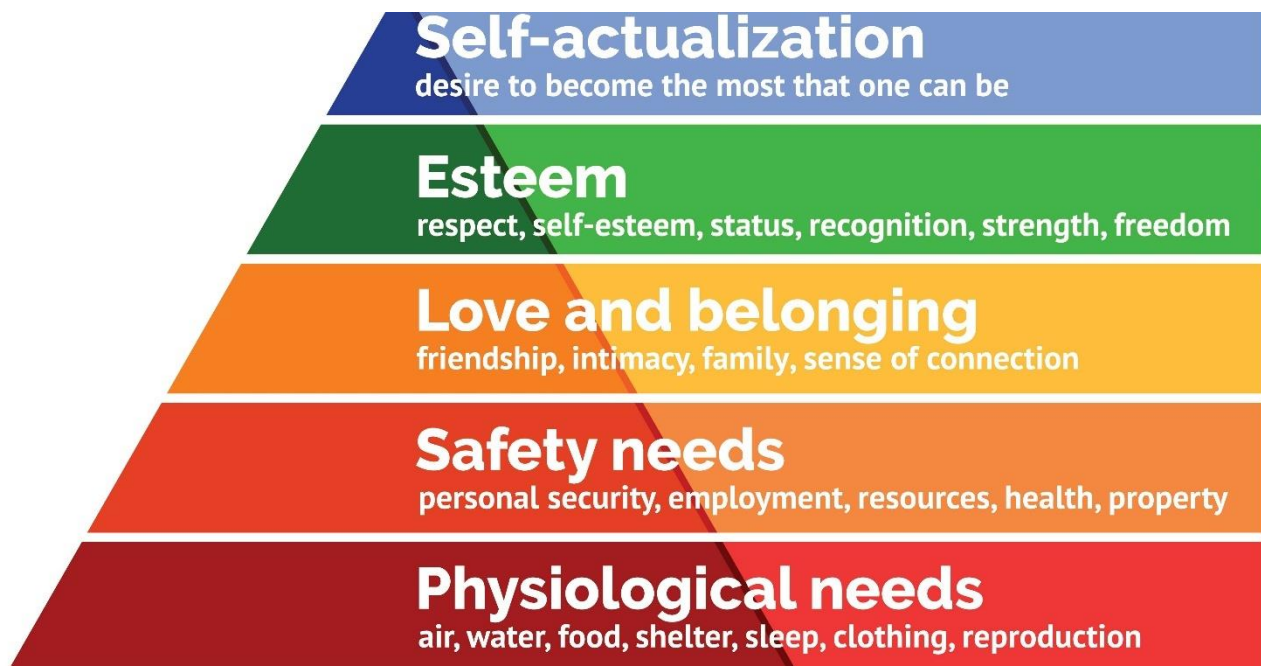 Self-actualization
desire to become the most that one can be
Esteem
respect, self-esteem, status, recognition, strength, freedom
Love and belonging
friendship, intimacy, family, sense of connection
Safety needs
personal security, employment, resources, health, property
Physiological needs
air, water, food, shelter, sleep, clothing, reproduction